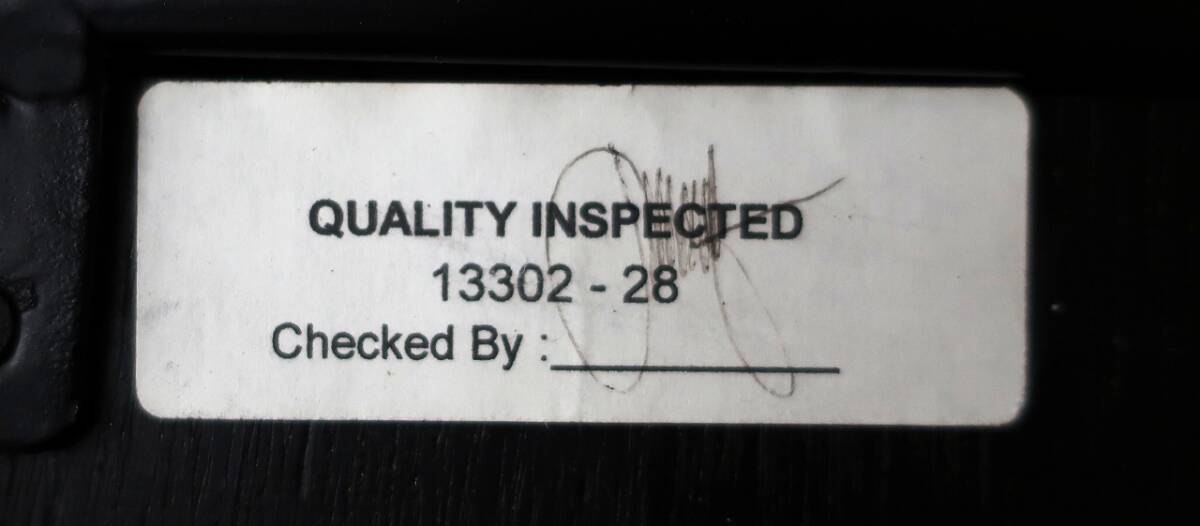 QUALITY INSPECTED
13302 - 28
Checked By :